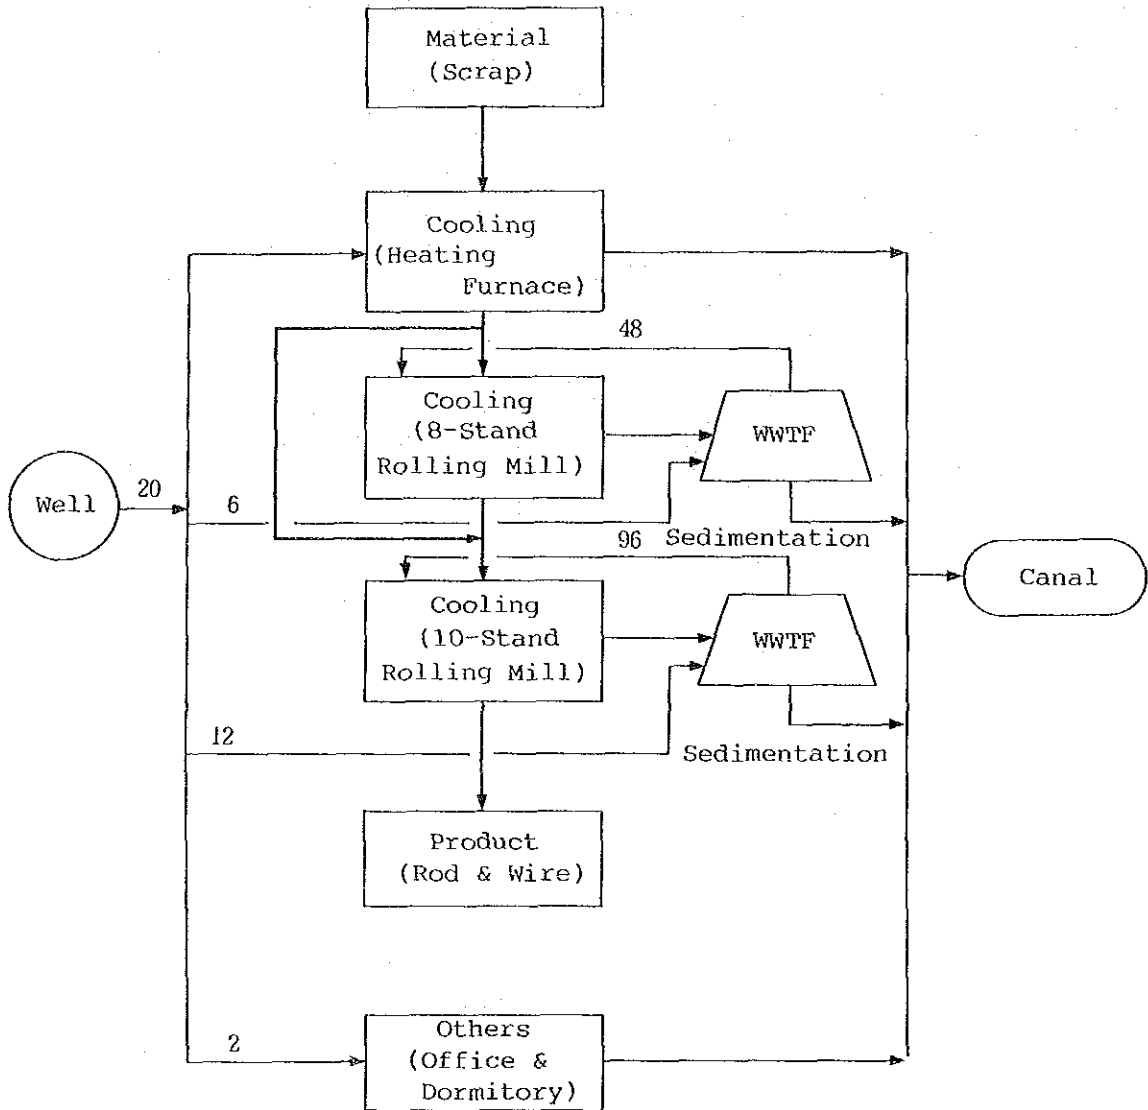 Material
(Scrap)
Cooling
(Heating
Furnace)
48
Cooling
(8-Stand
Rolling Mill)
WWTF
Well
20
6
Sedimentation
96
Cooling
(10-Stand
Rolling Mill)
WWTF
Canal
12
Sedimentation
Product
(Rod & Wire)
2
Others
(Office &
Dormitory)